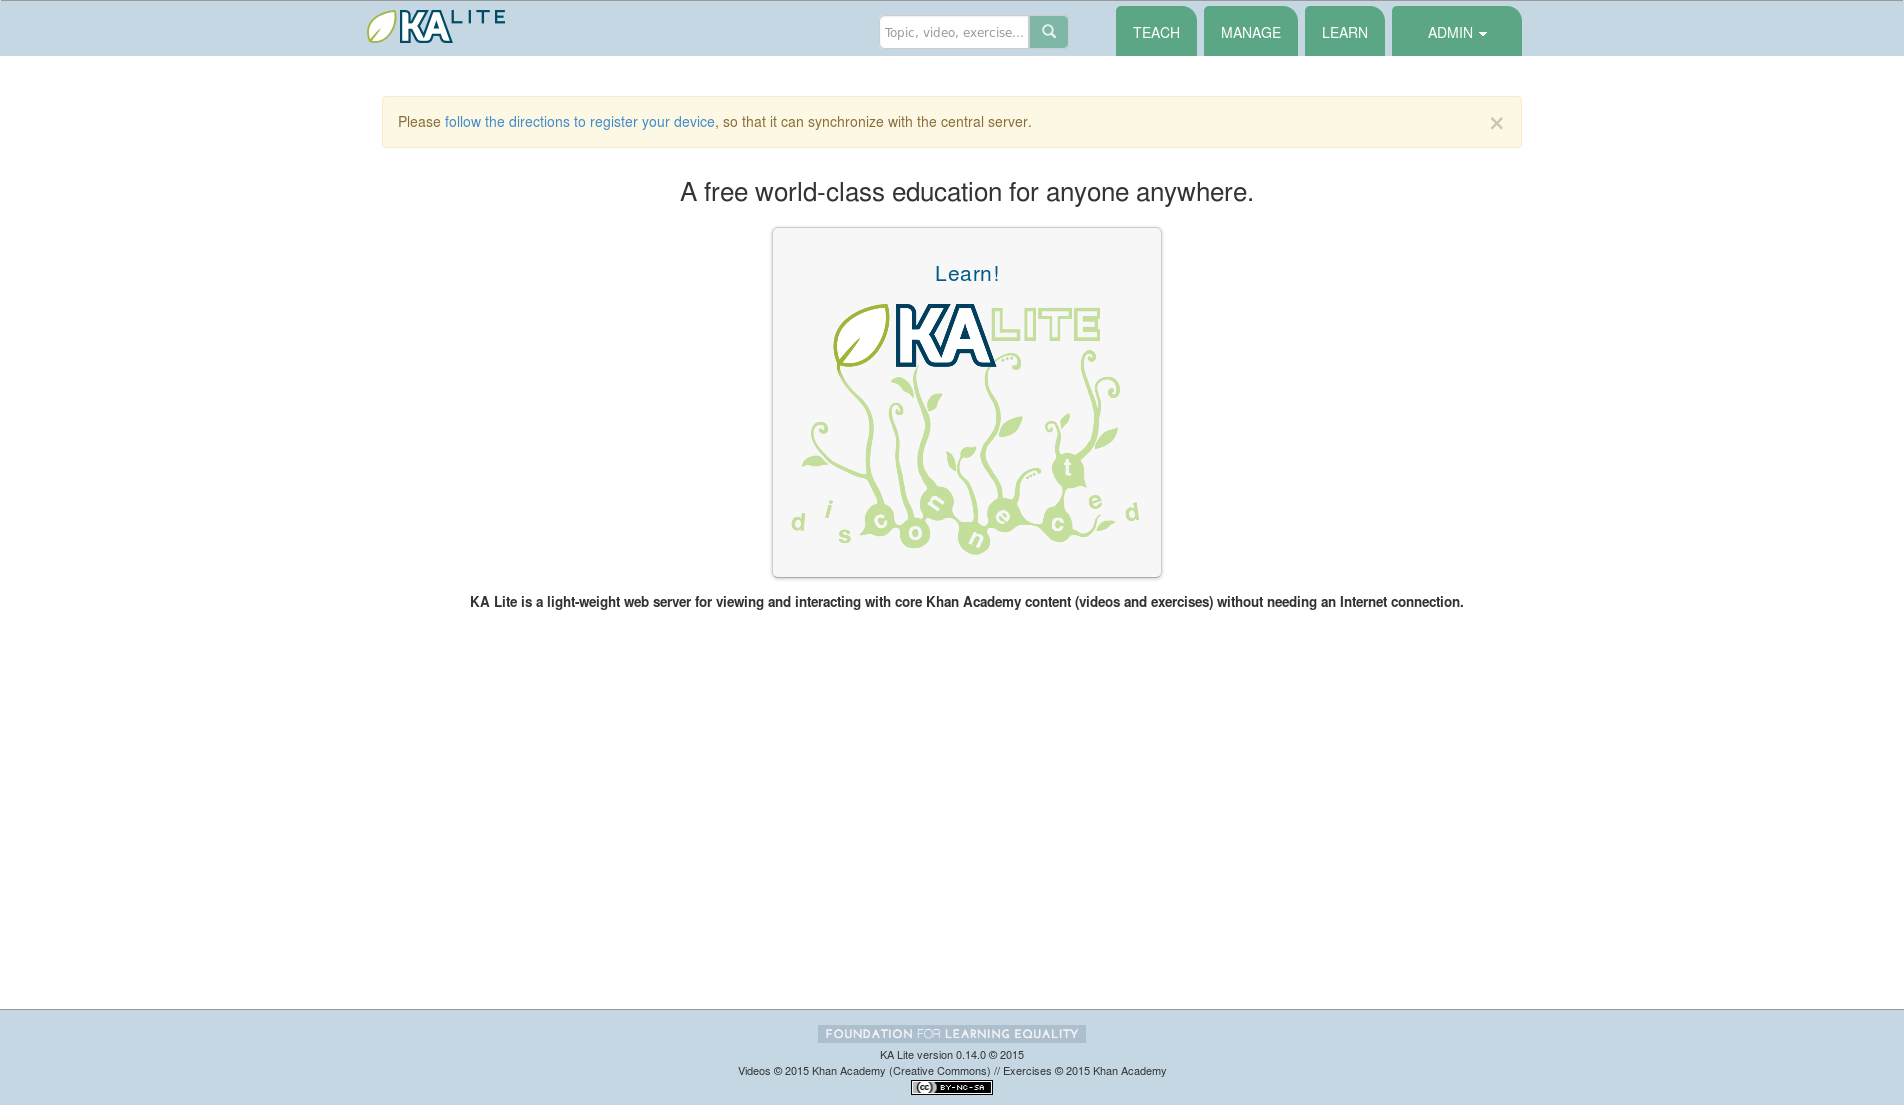 KA LITE
Topic, video, exercise...
TEACH
MANAGE
LEARN
ADMIN
Please follow the directions to register your device, so that it can synchronize with the central server.
×
A free world-class education for anyone anywhere.
Learn!
KA LITE
disconnected
KA Lite is a light-weight web server for viewing and interacting with core Khan Academy content (videos and exercises) without needing an Internet connection.
FOUNDATION FOR LEARNING EQUALITY
KA Lite version 0.14.0 © 2015
Videos © 2015 Khan Academy (Creative Commons) // Exercises © 2015 Khan Academy
cc BY-NC-SA